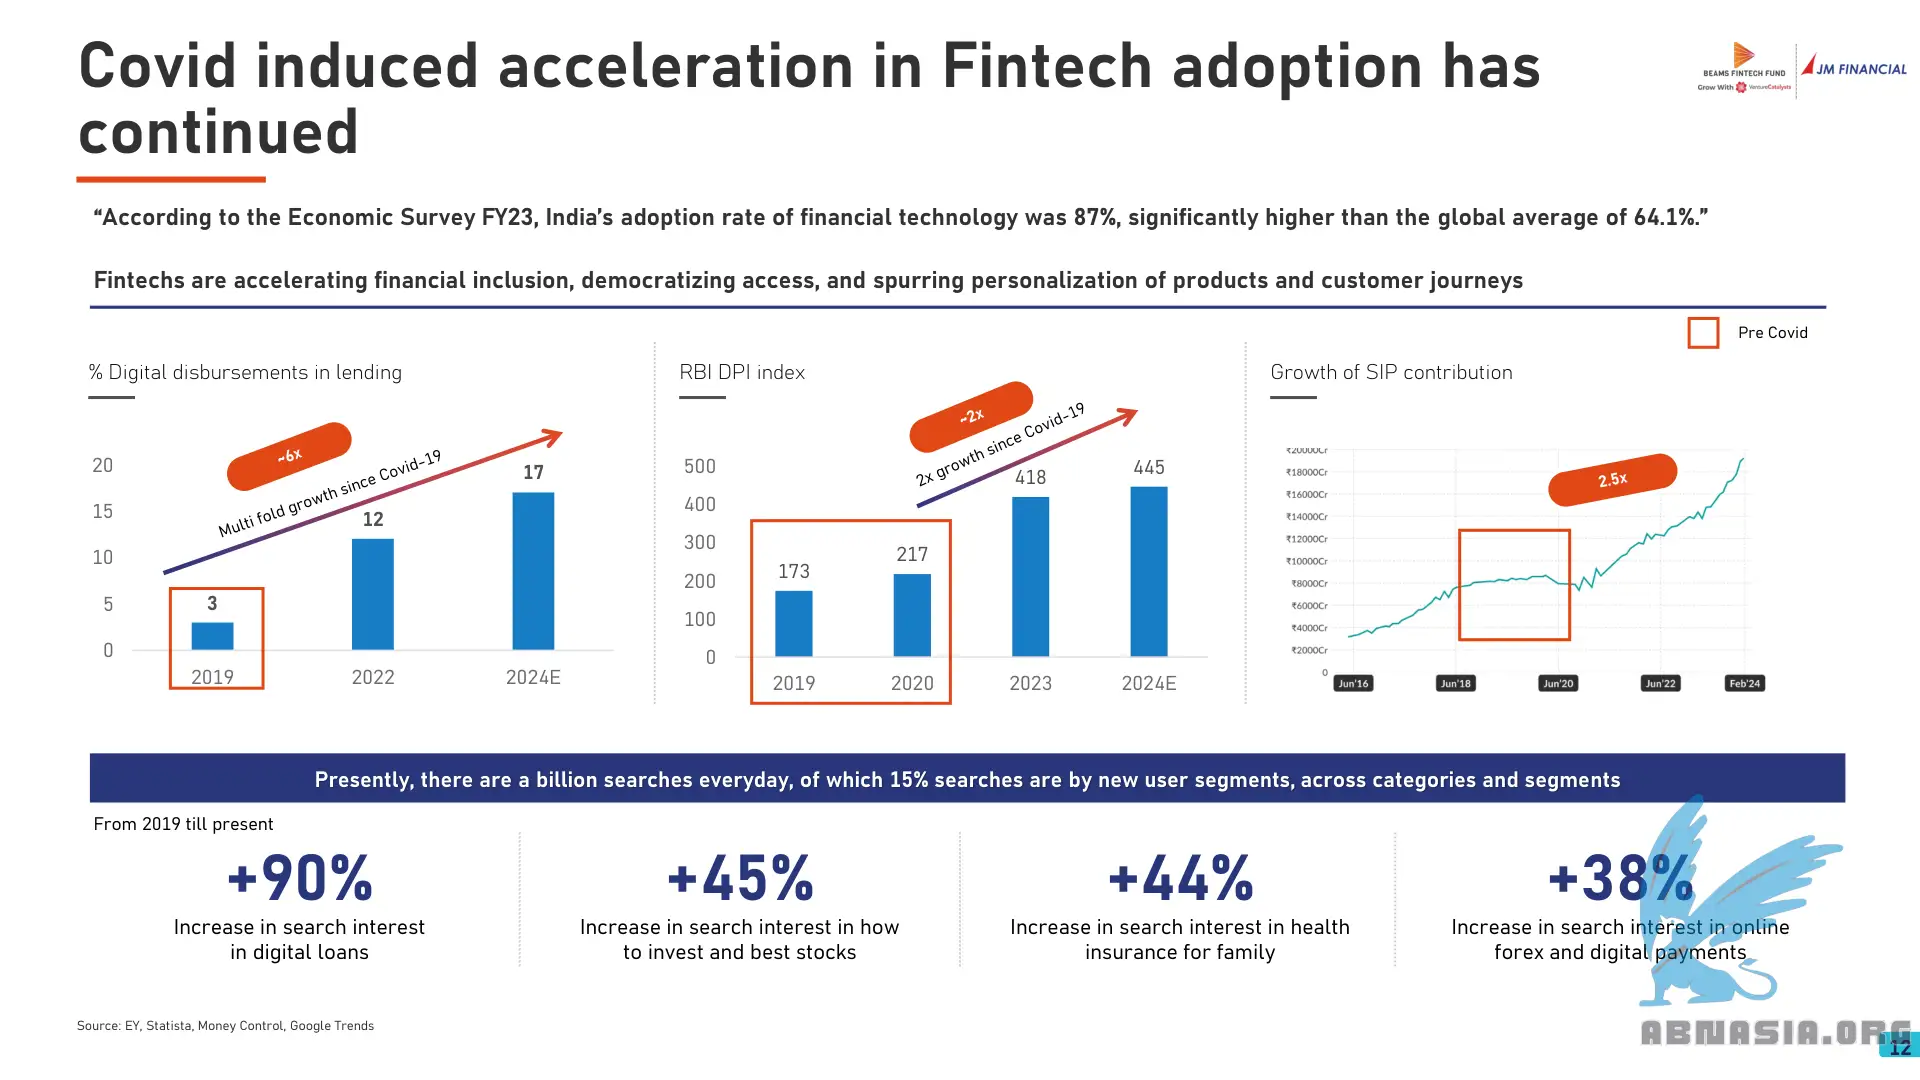 Covid induced acceleration in Fintech adoption has
continued
BEAMS FINTECH FUND
Grow With VentureCatalysts
JM FINANCIAL
“According to the Economic Survey FY23, India’s adoption rate of financial technology was 87%, significantly higher than the global average of 64.1%.”
Fintechs are accelerating financial inclusion, democratizing access, and spurring personalization of products and customer journeys
Pre Covid
% Digital disbursements in lending
~6x
Multi fold growth since Covid-19
20
15
10
5
0
3
12
17
2019
2022
2024E
RBI DPI index
~2x
2x growth since Covid-19
500
400
300
200
100
0
173
217
418
445
2019
2020
2023
2024E
Growth of SIP contribution
2.5x
₹20000Cr
₹18000Cr
₹16000Cr
₹14000Cr
₹12000Cr
₹10000Cr
₹8000Cr
₹6000Cr
₹4000Cr
₹2000Cr
0
Jun'16
Jun'18
Jun'20
Jun'22
Feb'24
Presently, there are a billion searches everyday, of which 15% searches are by new user segments, across categories and segments
From 2019 till present
+90%
Increase in search interest
in digital loans
+45%
Increase in search interest in how
to invest and best stocks
+44%
Increase in search interest in health
insurance for family
+38%
Increase in search interest in online
forex and digital payments
Source: EY, Statista, Money Control, Google Trends
ABNASIA.ORG
12